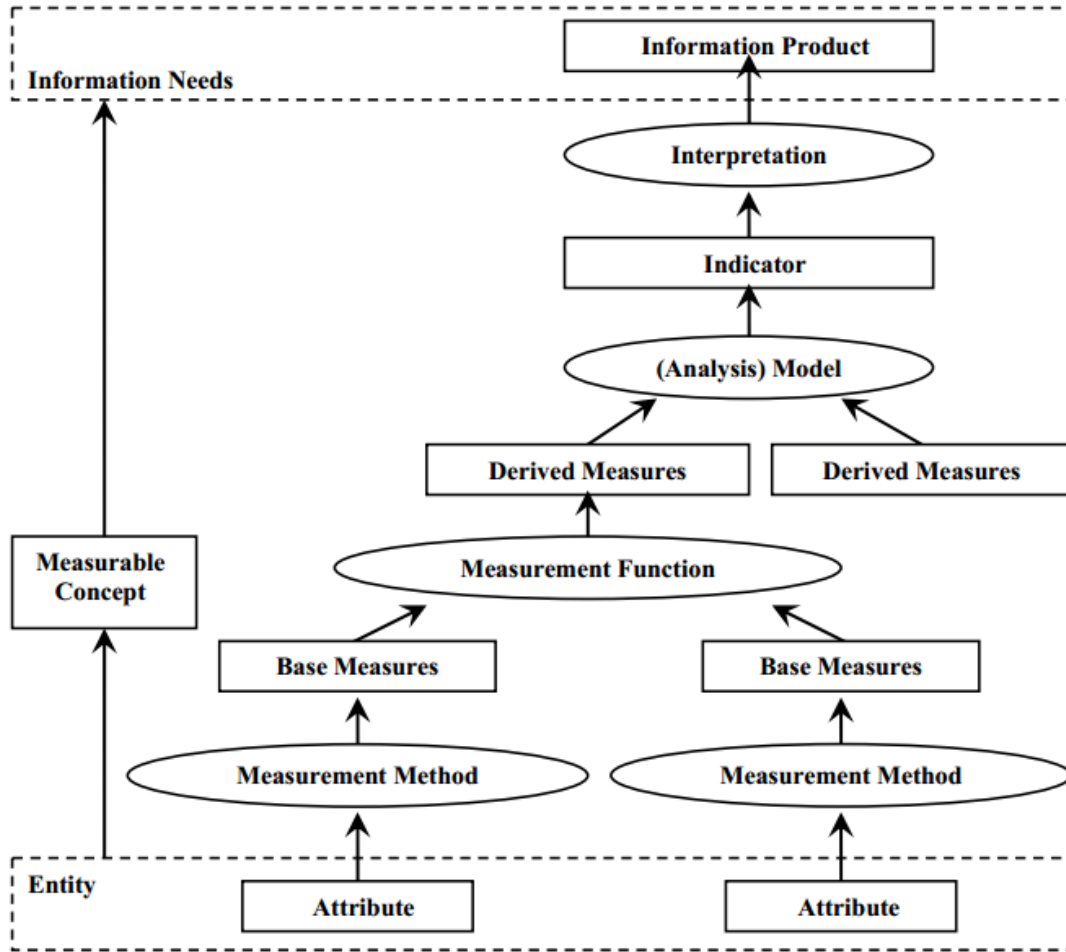 Information Product
Information Needs
Interpretation
Indicator
(Analysis) Model
Derived Measures
Derived Measures
Measurable
Concept
Measurement Function
Base Measures
Base Measures
Measurement Method
Measurement Method
Entity
Attribute
Attribute